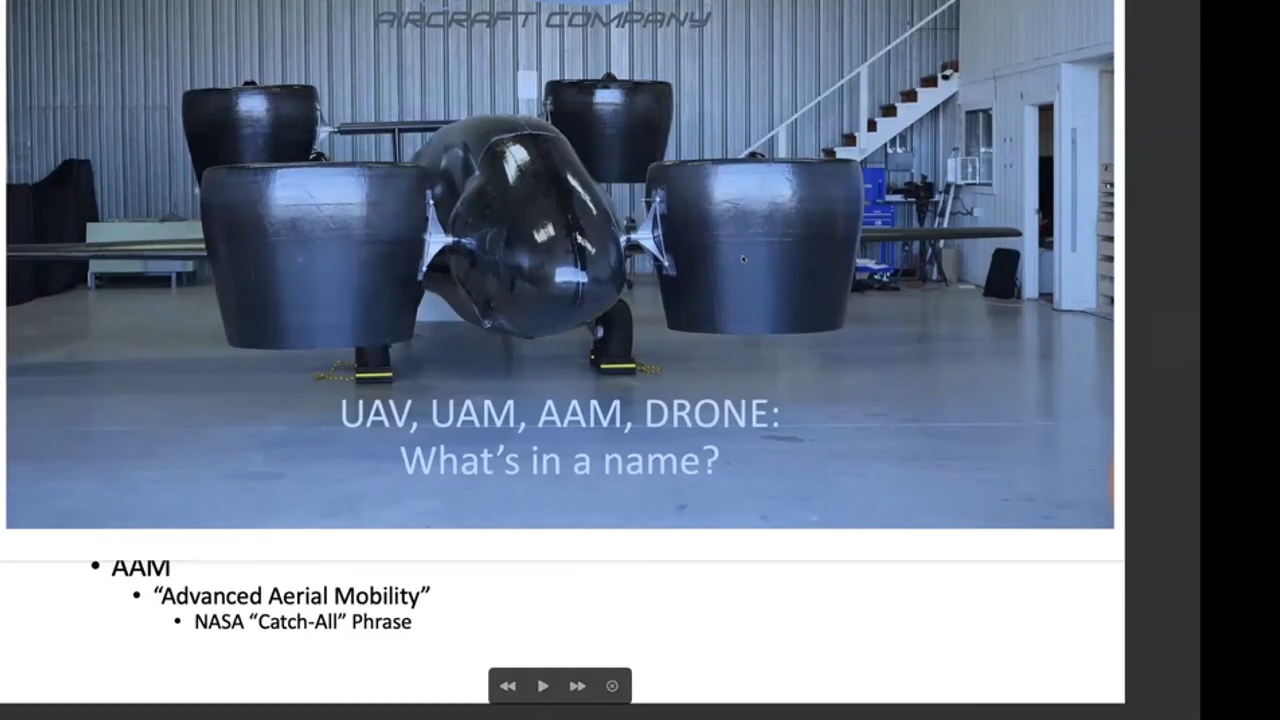 AIRCRAFT COMPANY
UAV, UAM, AAM, DRONE:
What’s in a name?
• AAM
• “Advanced Aerial Mobility”
• NASA “Catch-All” Phrase